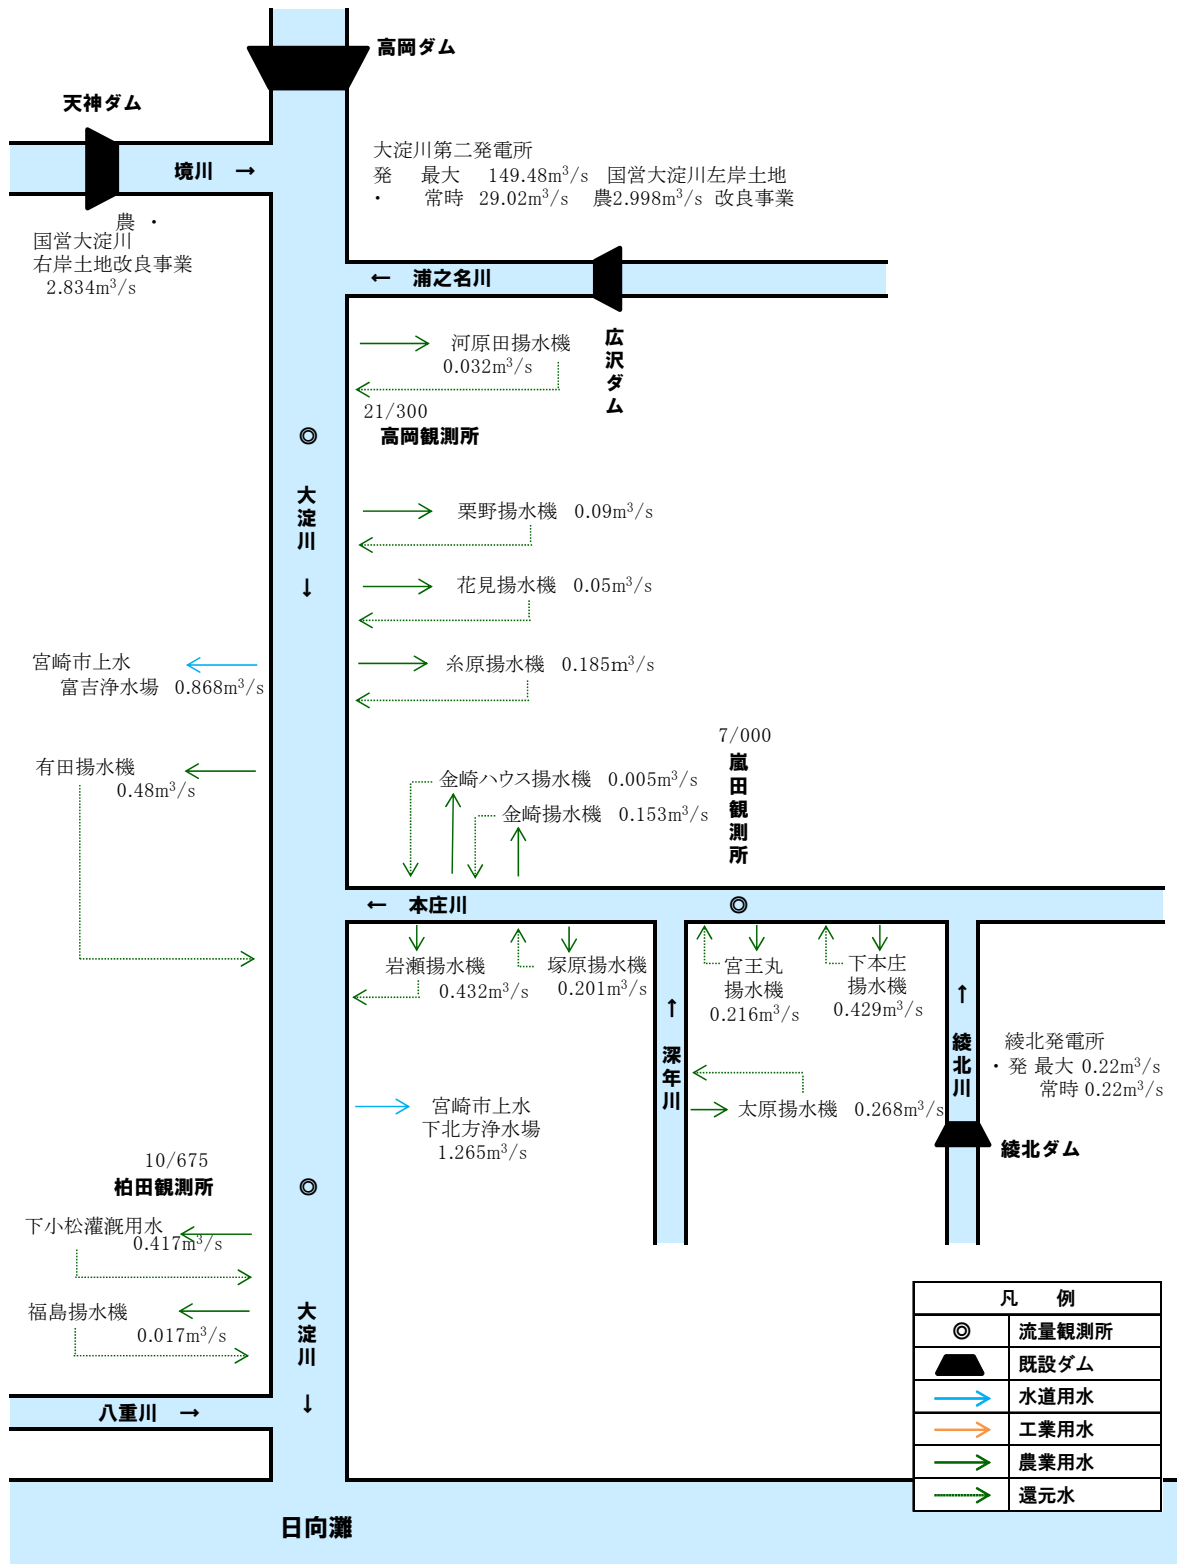 高岡ダム
天神ダム
境川 →
農 ・
国営大淀川
右岸土地改良事業
2.834m³/s
大淀川第二発電所
発 最大 149.48m³/s 国営大淀川左岸土地
・ 常時 29.02m³/s 農2.998m³/s 改良事業
← 浦之名川
広沢ダム
河原田揚水機
0.032m³/s
21/300
◎ 高岡観測所
大淀川 ↓
栗野揚水機 0.09m³/s
花見揚水機 0.05m³/s
宮崎市上水
富吉浄水場 0.868m³/s
糸原揚水機 0.185m³/s
有田揚水機
0.48m³/s
7/000
嵐田観測所
金崎ハウス揚水機 0.005m³/s
金崎揚水機 0.153m³/s
← 本庄川 ◎
岩瀬揚水機
0.432m³/s
塚原揚水機
0.201m³/s
宮王丸
揚水機
0.216m³/s
下本庄
揚水機
0.429m³/s
↑ 深年川
↑ 綾北川
綾北発電所
・ 発 最大 0.22m³/s
常時 0.22m³/s
太原揚水機 0.268m³/s
綾北ダム
宮崎市上水
下北方浄水場
1.265m³/s
10/675
柏田観測所 ◎
下小松灌漑用水
0.417m³/s
福島揚水機
0.017m³/s
大淀川 ↓
八重川 →
日向灘
凡 例
◎ 流量観測所
既設ダム
水道用水
工業用水
農業用水
還元水